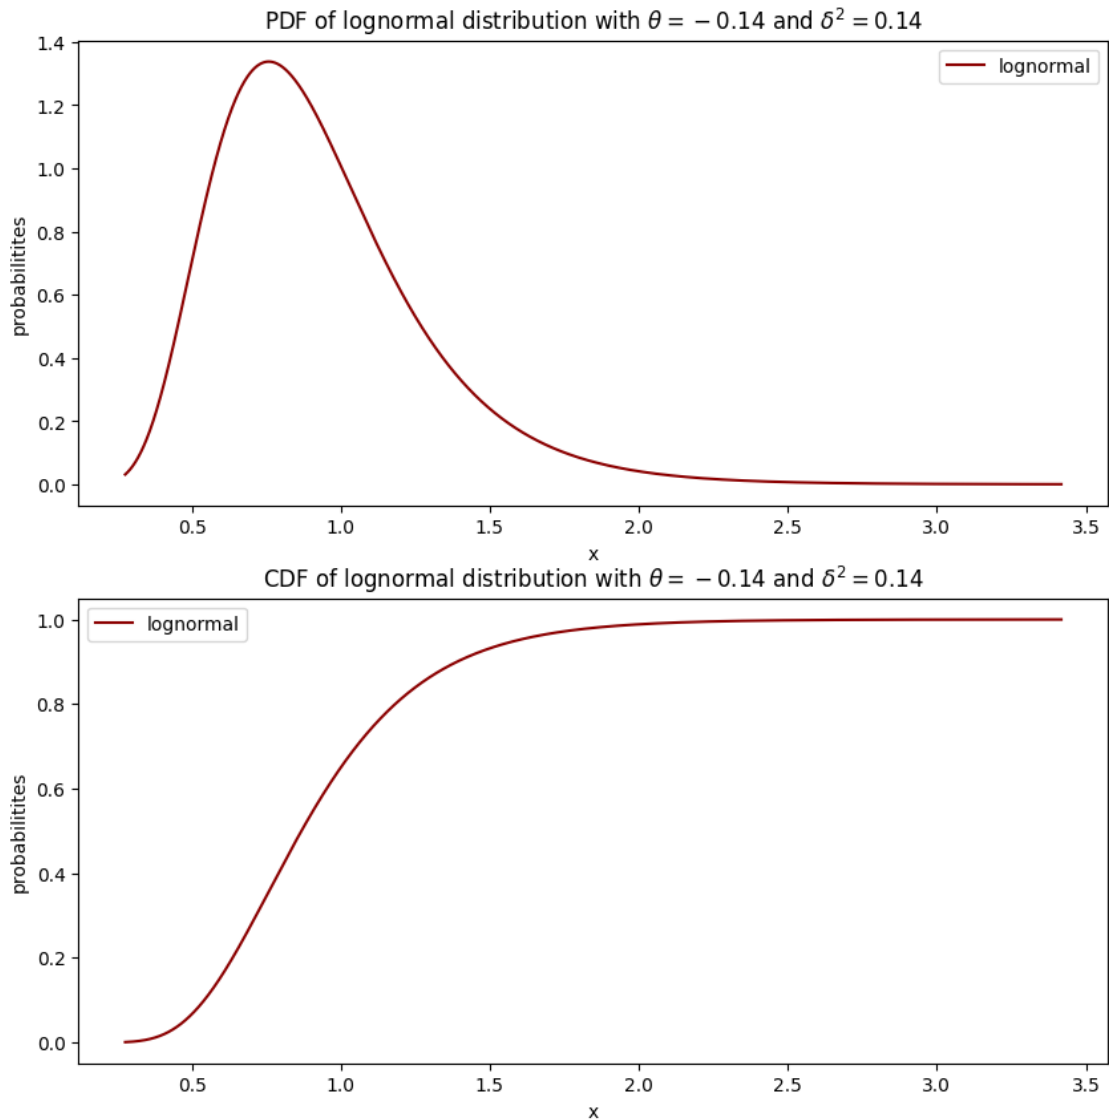 PDF of lognormal distribution with θ = − 0.14 and δ² = 0.14
lognormal
1.4
1.2
1.0
0.8
0.6
0.4
0.2
0.0
probabilitites
0.5 1.0 1.5 2.0 2.5 3.0 3.5
x
CDF of lognormal distribution with θ = − 0.14 and δ² = 0.14
lognormal
1.0
0.8
0.6
0.4
0.2
0.0
probabilitites
0.5 1.0 1.5 2.0 2.5 3.0 3.5
x